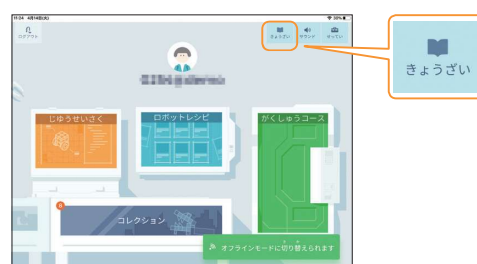 11:24 4月14日(火)
30%
ログアウト
きょうざい
サウンド
せってい
きょうざい
じゆうせいさく
ロボットレシピ
がくしゅうコース
コレクション
オフラインモードに切り替えられます